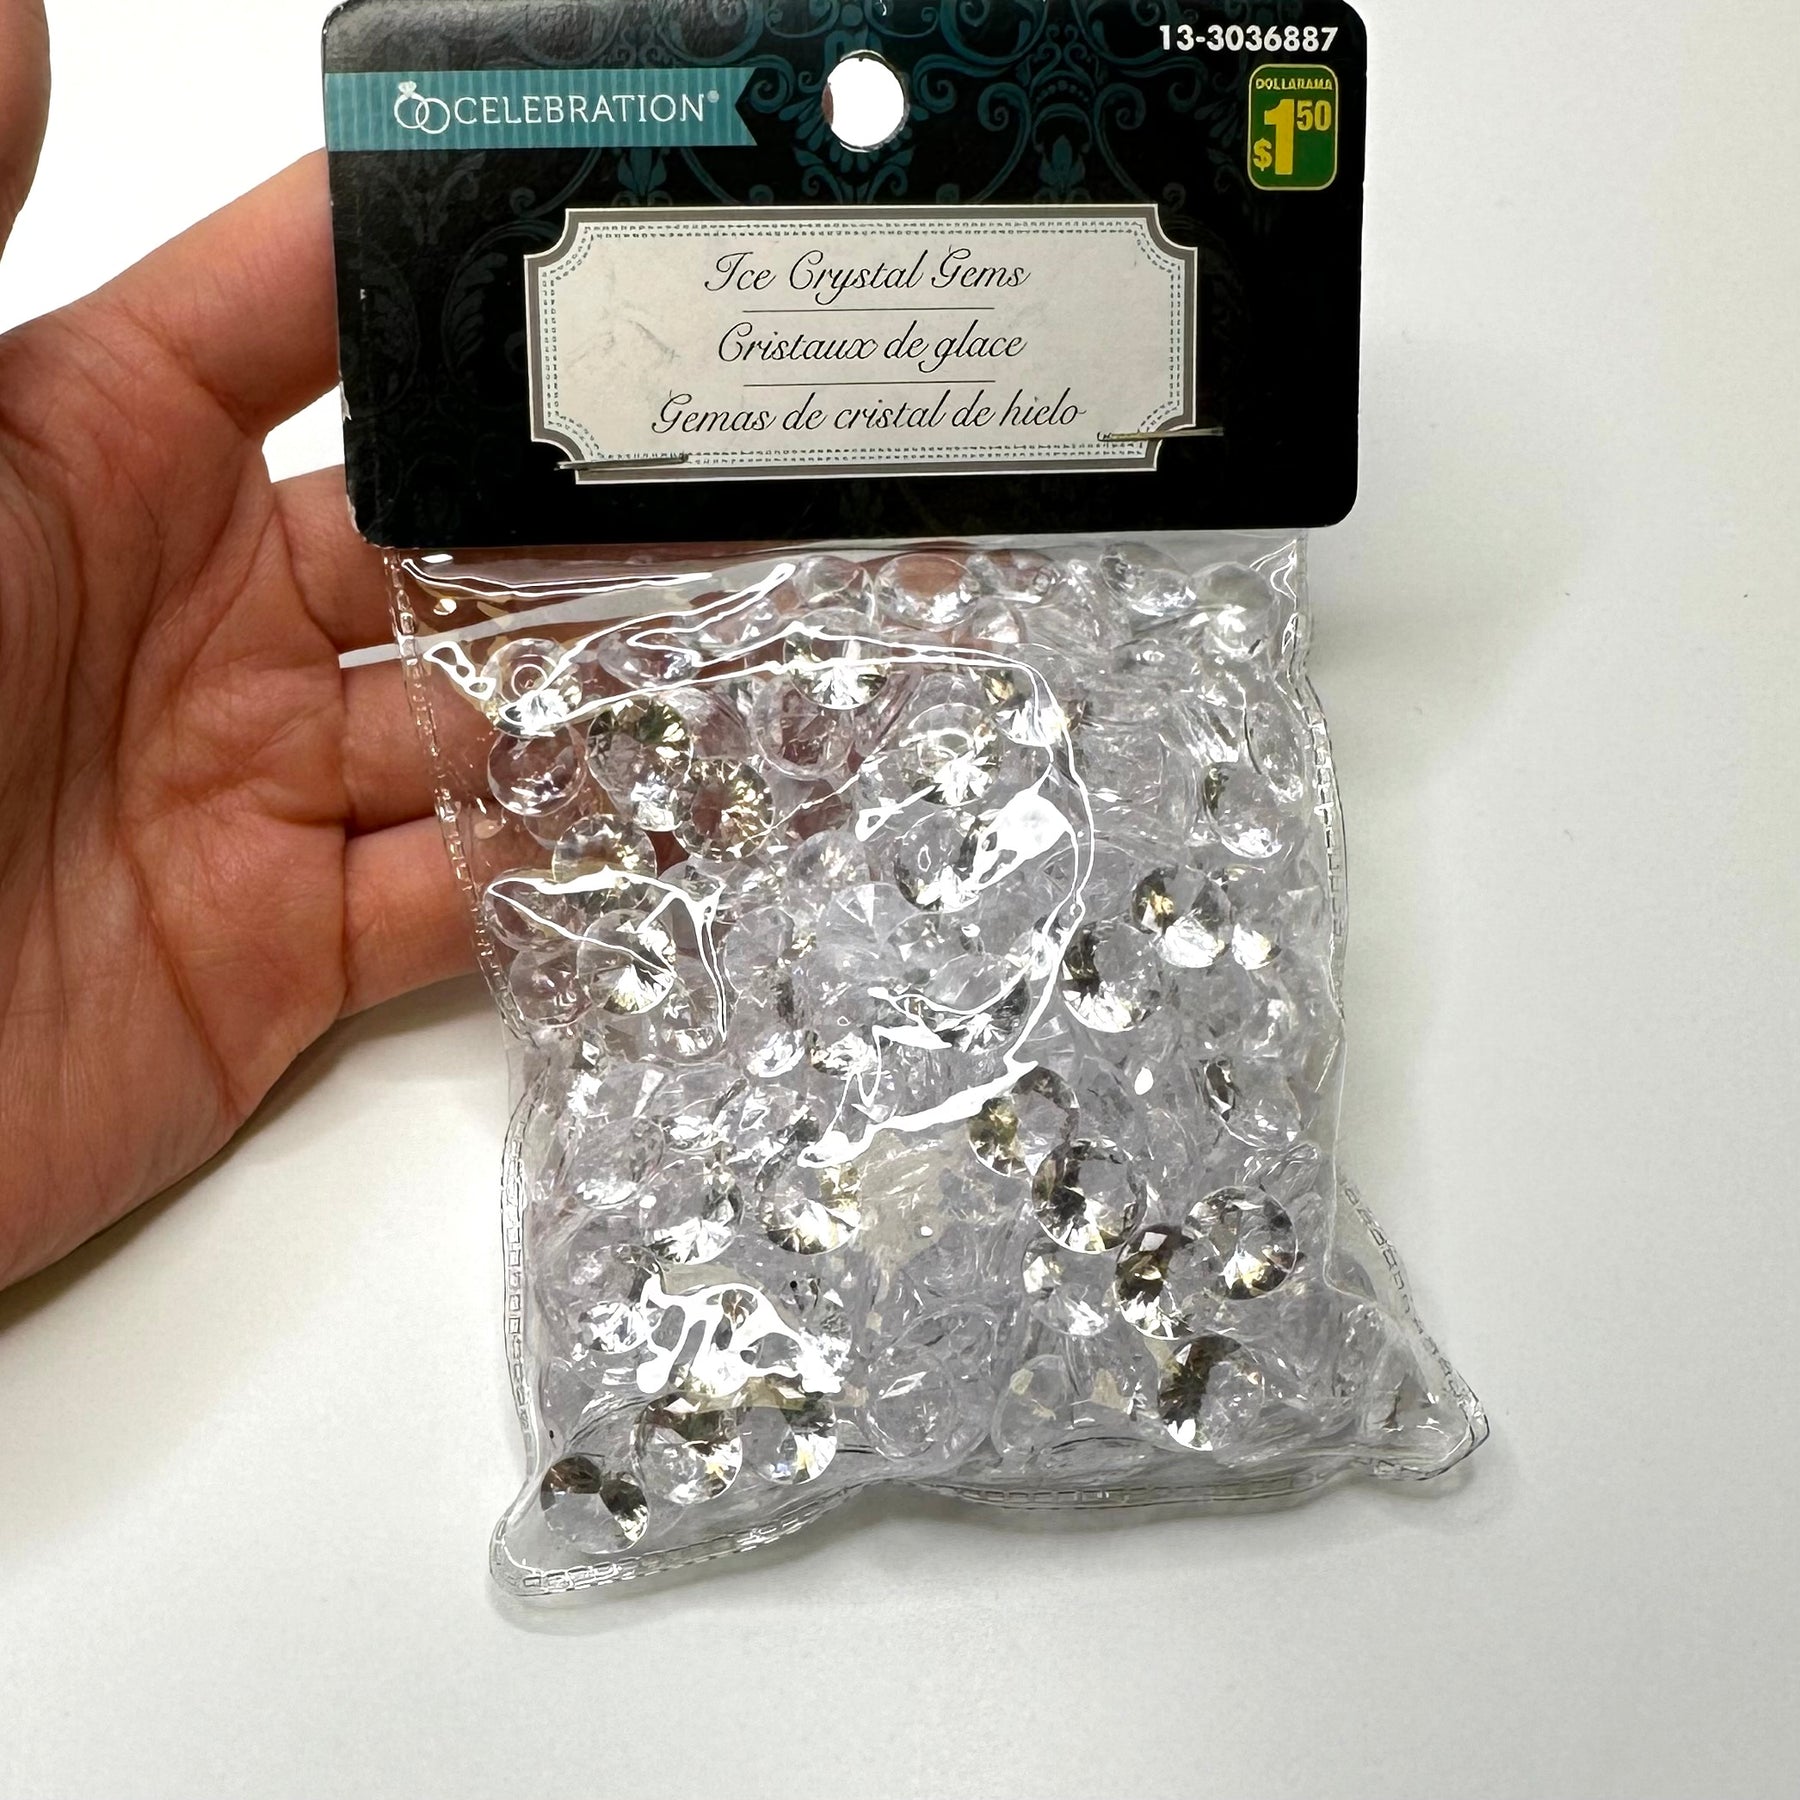 13-3036887
CELEBRATION®
DOLLARAMA
$1.50
Ice Crystal Gems
Cristaux de glace
Gemas de cristal de hielo